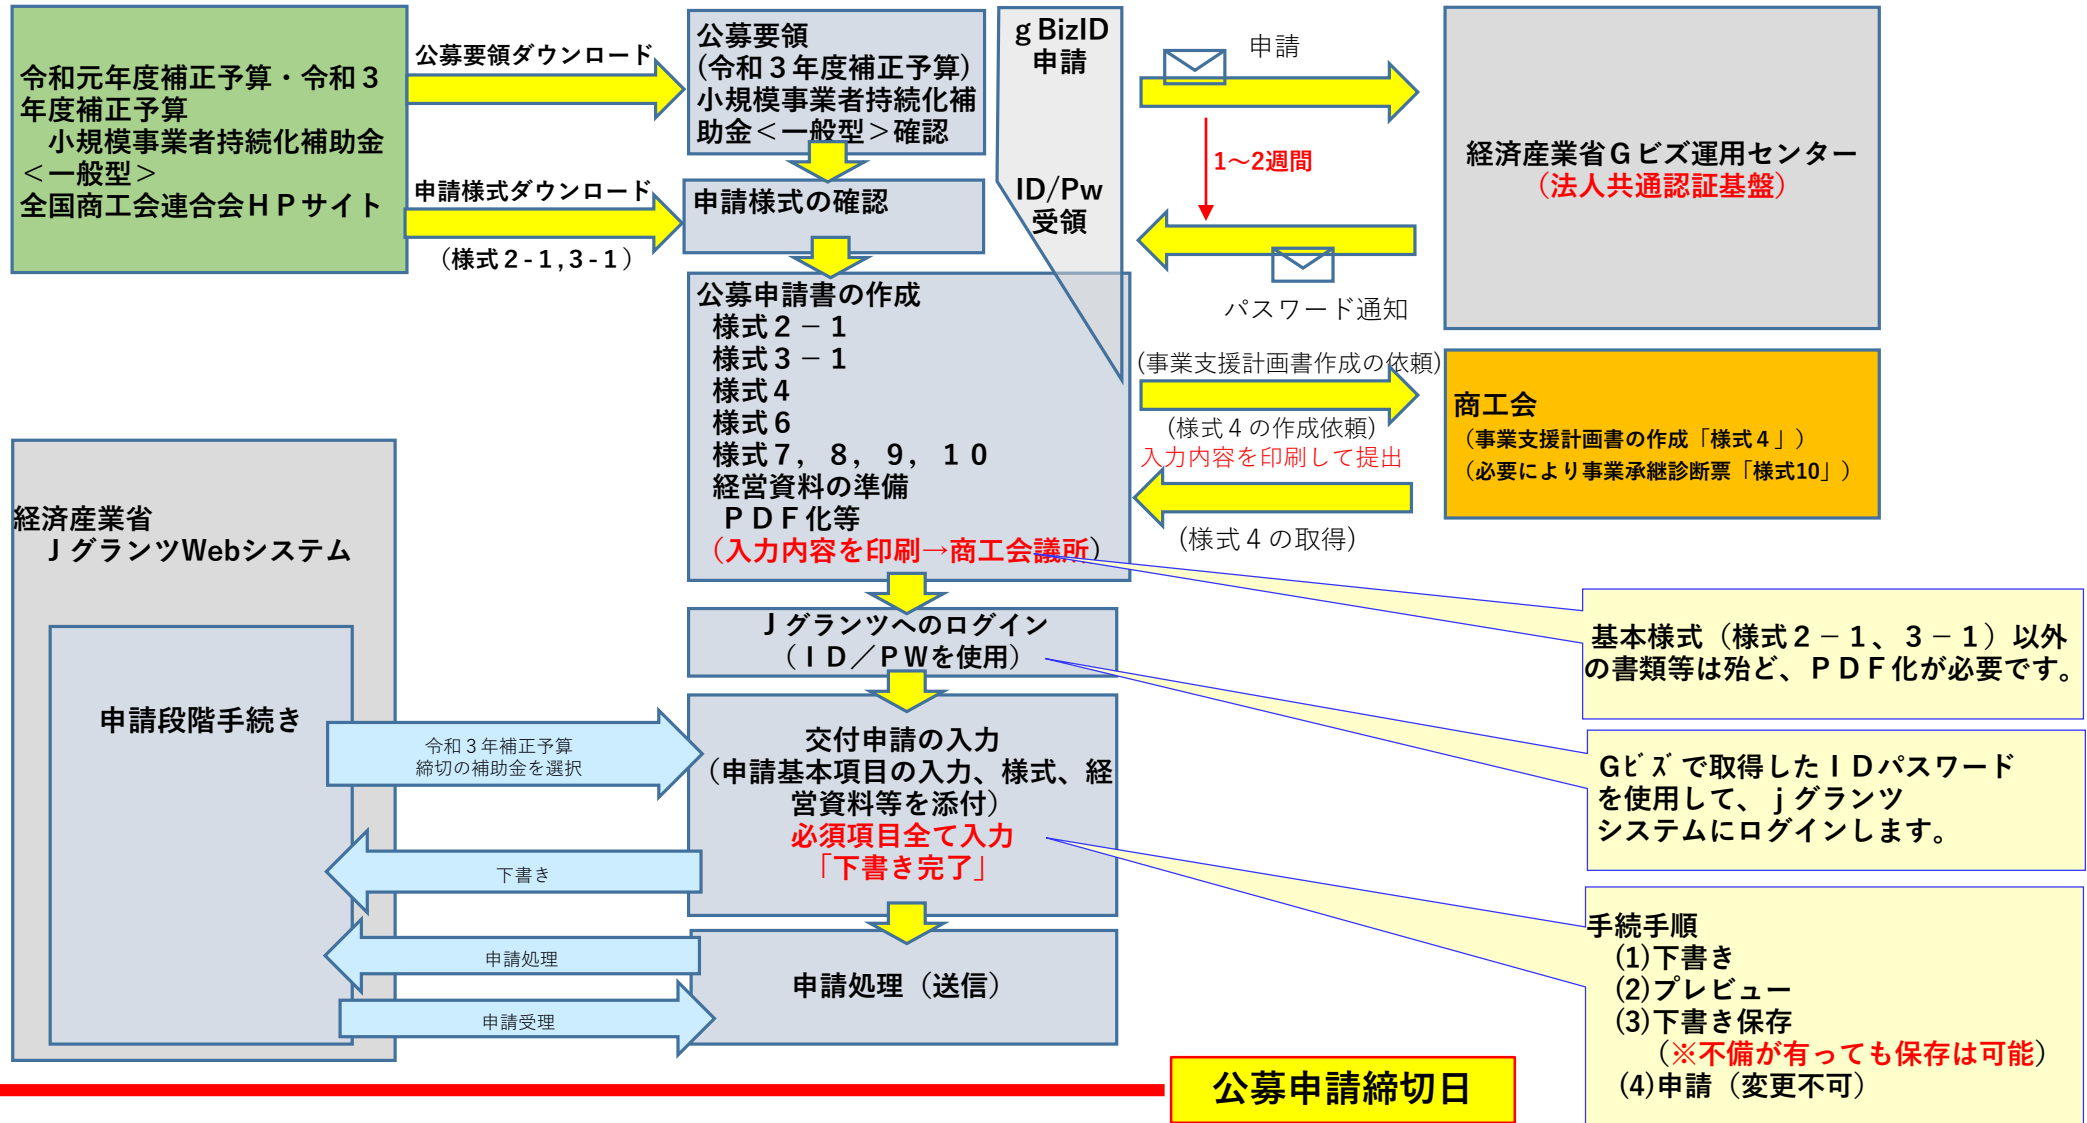 令和元年度補正予算・令和３
年度補正予算
　小規模事業者持続化補助金
＜一般型＞
全国商工会連合会ＨＰサイト
公募要領ダウンロード
申請様式ダウンロード
（様式２-１,３-１）
公募要領
(令和３年度補正予算)
小規模事業者持続化補
助金＜一般型＞確認
申請様式の確認
ｇBizID
申請
ID/Pw
受領
申請
1～2週間
パスワード通知
経済産業省Ｇビズ運用センター
（法人共通認証基盤）
公募申請書の作成
様式２－１
様式３－１
様式４
様式６
様式７，８，９，１０
経営資料の準備
ＰＤＦ化等
（入力内容を印刷→商工会議所）
(事業支援計画書作成の依頼)
(様式４の作成依頼)
入力内容を印刷して提出
(様式４の取得)
商工会
（事業支援計画書の作成「様式４」）
（必要により事業承継診断票「様式10」）
経済産業省
ＪグランツWebシステム
申請段階手続き
Ｊグランツへのログイン
（ＩＤ／ＰＷを使用）
令和３年補正予算
締切の補助金を選択
交付申請の入力
（申請基本項目の入力、様式、経
営資料等を添付）
必須項目全て入力
「下書き完了」
下書き
申請処理
申請受理
申請処理（送信）
基本様式（様式２－１、３－１）以外
の書類等は殆ど、ＰＤＦ化が必要です。
Gﾋﾞｽﾞで取得したＩＤパスワード
を使用して、ｊグランツ
システムにログインします。
手続手順
(1)下書き
(2)プレビュー
(3)下書き保存
（※不備が有っても保存は可能）
(4)申請（変更不可）
公募申請締切日